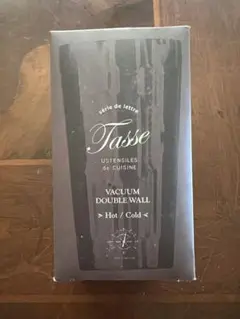 série de lettre
Tasse
USTENSILES
de CUISINE
VACUUM
DOUBLE WALL
> Hot / Cold <